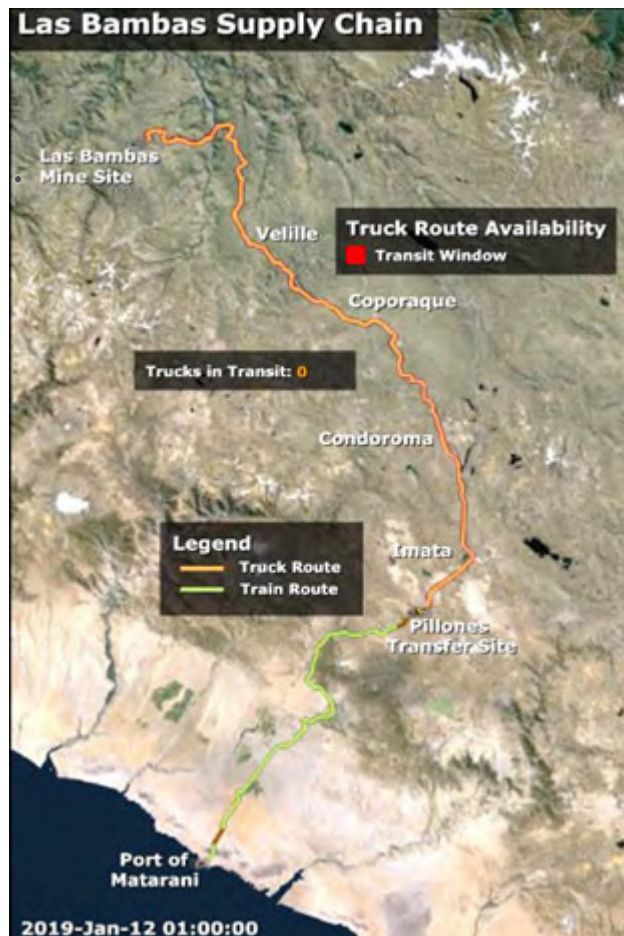 Las Bambas Supply Chain
Las Bambas
Mine Site
Velille
Truck Route Availability
Transit Window
Coporaque
Trucks in Transit: 0
Condoroma
Legend
Truck Route
Train Route
Imata
Pillones
Transfer Site
Port of
Matarani
2019-Jan-12 01:00:00